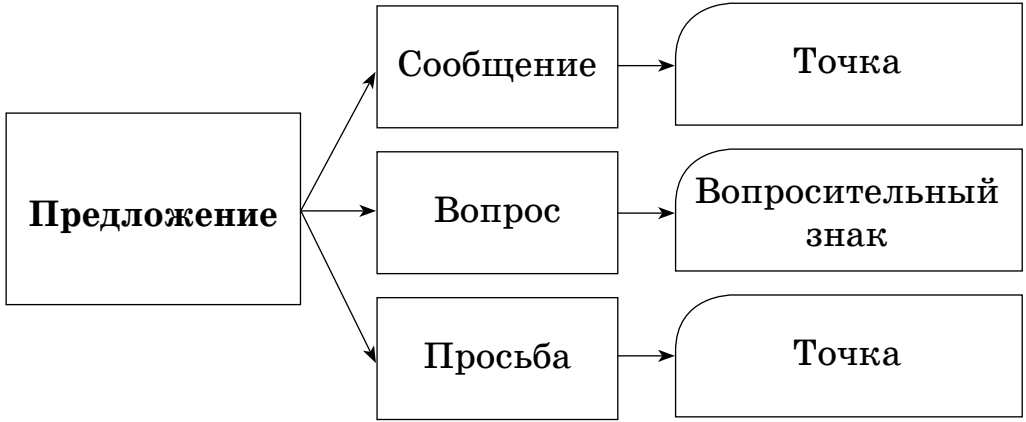 Предложение
Сообщение
Точка
Вопрос
Вопросительный
знак
Просьба
Точка